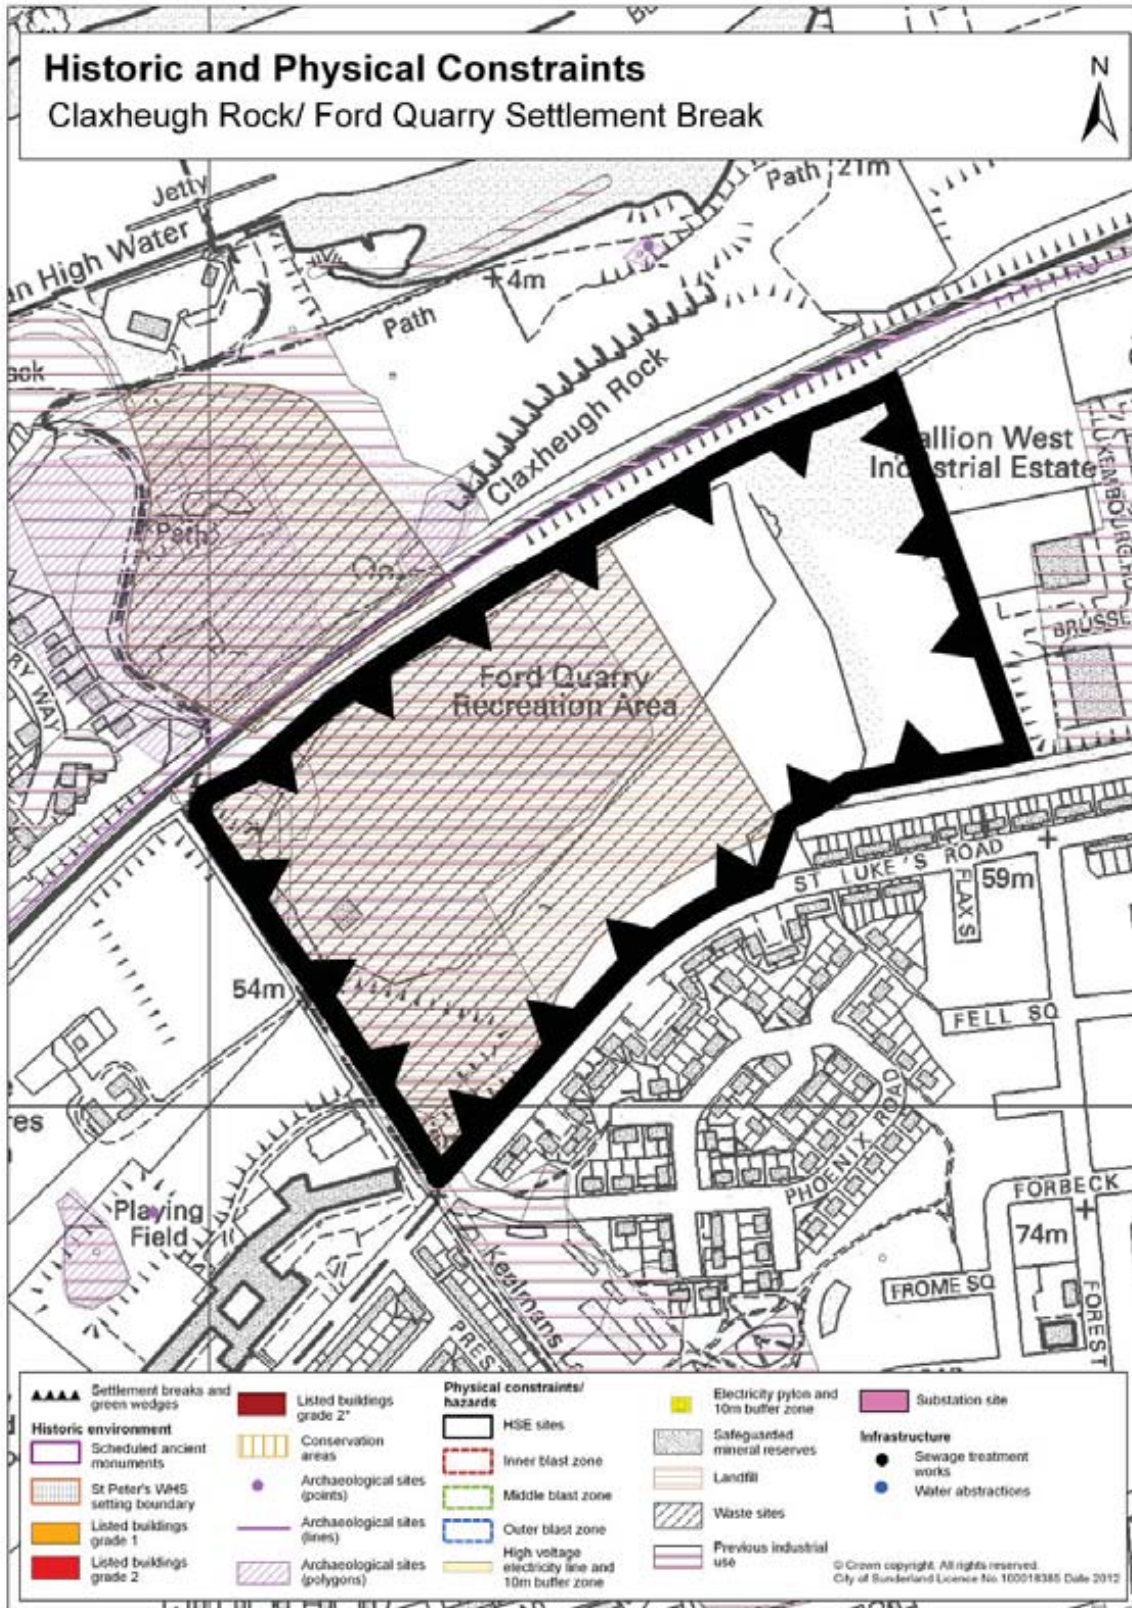 Historic and Physical Constraints
Claxheugh Rock/ Ford Quarry Settlement Break
N
Jetty
Path 21m
High Water
4m
Path
Claxheugh Rock
allion West
Industrial Estate
LUXEMBOURG
Path
BRUSSE
RY WAY
Ford Quarry
Recreation Area
ST LUKE'S ROAD
FLAXS
59m
54m
FELL SQ
PHOENIX ROAD
FORBECK
Playing
Field
74m
FROME SQ
FOREST
PRES
Settlement breaks and
green wedges
Historic environment
Scheduled ancient
monuments
St Peter's WHS
setting boundary
Listed buildings
grade 1
Listed buildings
grade 2
Listed buildings
grade 2*
Conservation
areas
Archaeological sites
(points)
Archaeological sites
(lines)
Archaeological sites
(polygons)
Physical constraints/
hazards
HSE sites
Inner blast zone
Middle blast zone
Outer blast zone
High voltage
electricity line and
10m buffer zone
Electricity pylon and
10m buffer zone
Safeguarded
mineral reserves
Landfill
Waste sites
Previous industrial
use
Substation site
Infrastructure
Sewage treatment
works
Water abstractions
© Crown copyright. All rights reserved.
City of Sunderland Licence No. 100018385 Date 2012